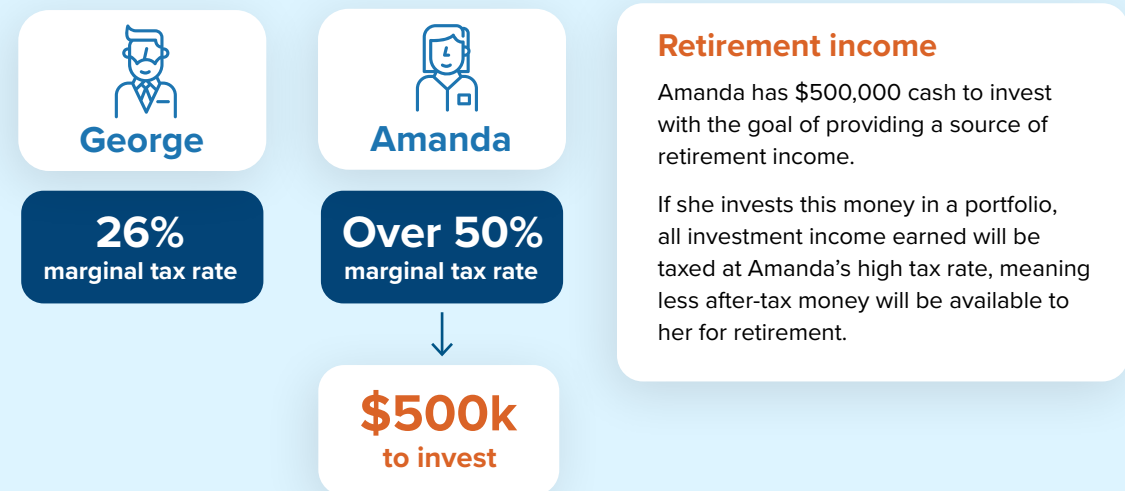 George
26%
marginal tax rate
Amanda
Over 50%
marginal tax rate
$500k
to invest
Retirement income
Amanda has $500,000 cash to invest
with the goal of providing a source of
retirement income.
If she invests this money in a portfolio,
all investment income earned will be
taxed at Amanda’s high tax rate, meaning
less after-tax money will be available to
her for retirement.